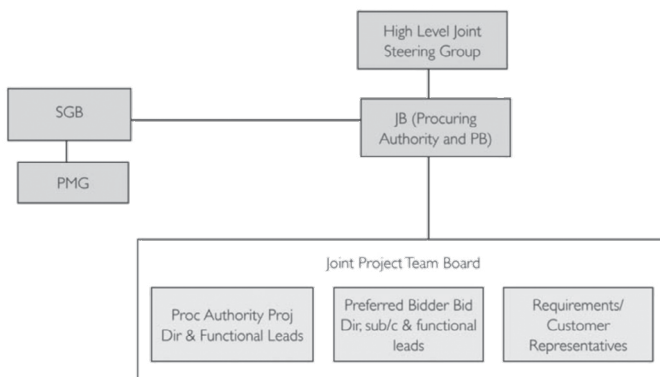 High Level Joint
Steering Group
SGB
JB (Procuring
Authority and PB)
PMG
Joint Project Team Board
Proc Authority Proj
Dir & Functional Leads
Preferred Bidder Bid
Dir, sub/c & functional
leads
Requirements/
Customer
Representatives